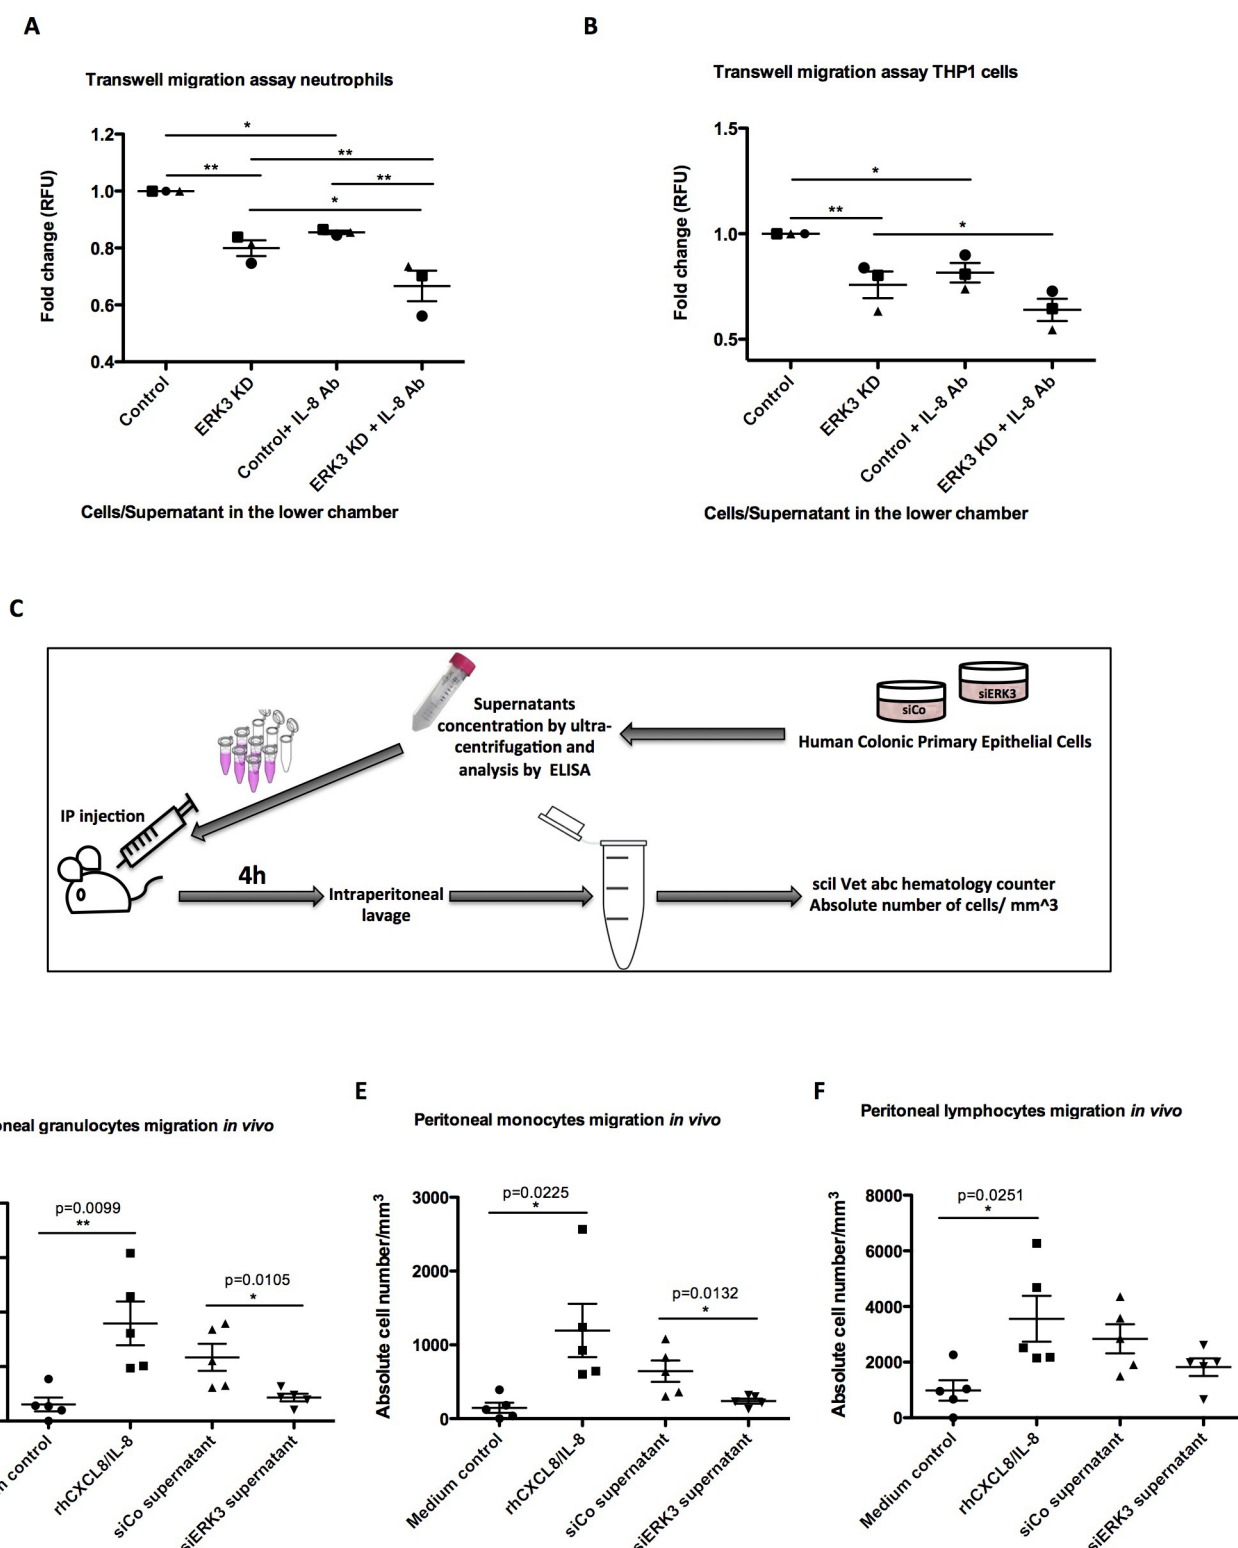 A
B
Transwell migration assay neutrophils
Transwell migration assay THP1 cells
Fold change (RFU)
1.2
1.0
0.8
0.6
0.4
*
**
**
**
*
Control
ERK3 KD
Control+ IL-8 Ab
ERK3 KD + IL-8 Ab
Cells/Supernatant in the lower chamber
Fold change (RFU)
1.5
1.0
0.5
*
**
*
Control
ERK3 KD
Control + IL-8 Ab
ERK3 KD + IL-8 Ab
Cells/Supernatant in the lower chamber
C
Supernatants
concentration by ultra-
centrifugation and
analysis by ELISA
siCo
siERK3
Human Colonic Primary Epithelial Cells
IP injection
4h
Intraperitoneal
lavage
scil Vet abc hematology counter
Absolute number of cells/ mm^3
E
F
neal granulocytes migration in vivo
Peritoneal monocytes migration in vivo
Peritoneal lymphocytes migration in vivo
p=0.0099
**
p=0.0105
*
control
rhCXCL8/IL-8
siCo supernatant
siERK3 supernatant
Absolute cell number/mm3
3000
2000
1000
0
p=0.0225
*
p=0.0132
*
Medium control
rhCXCL8/IL-8
siCo supernatant
siERK3 supernatant
Absolute cell number/mm3
8000
6000
4000
2000
0
p=0.0251
*
Medium control
rhCXCL8/IL-8
siCo supernatant
siERK3 supernatant